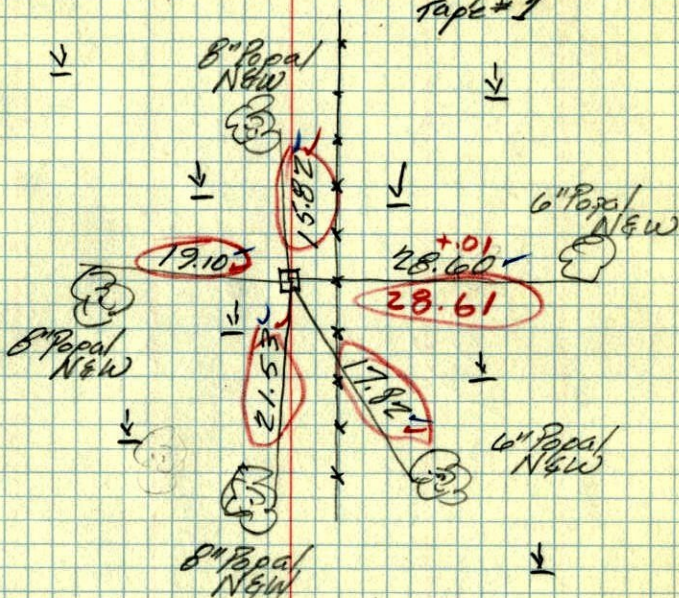 Tape #1
8" Popal
N&W
15.82
6" Popal
N&W
+.01
28.60
28.61
19.10
8" Popal
N&W
21.53
17.82
6" Popal
N&W
8" Popal
N&W